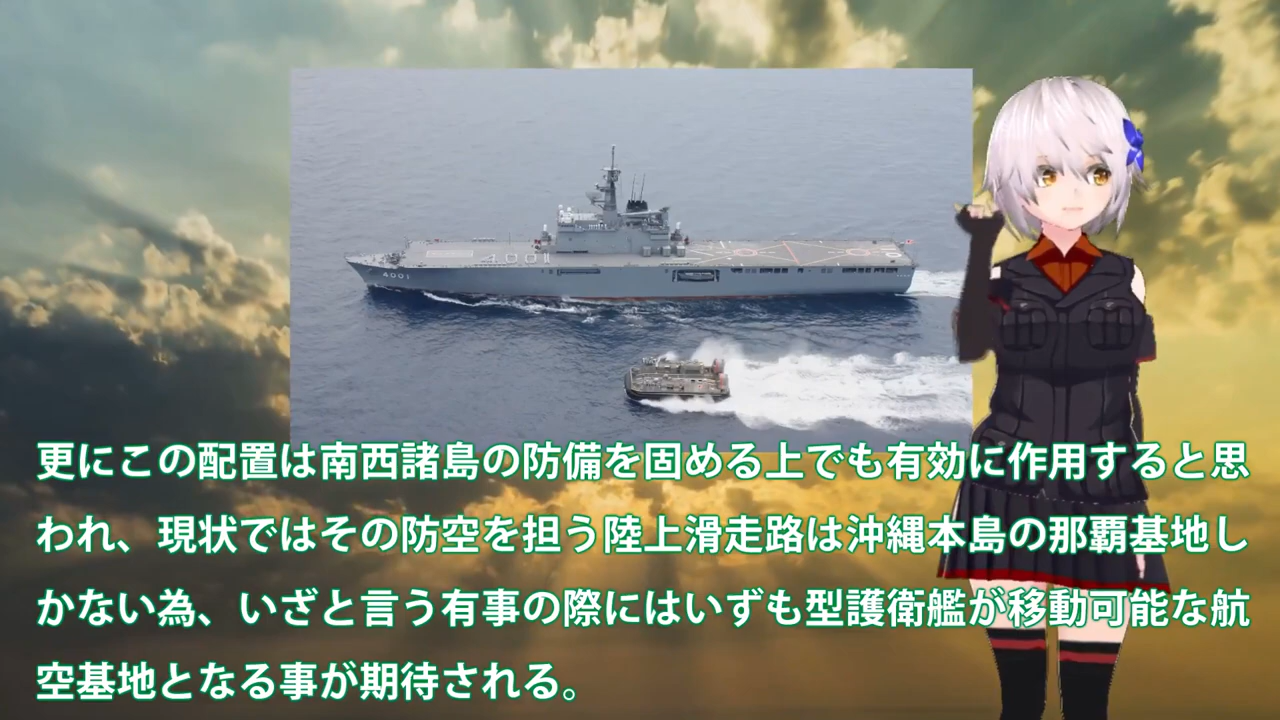 4001
4001
更にこの配置は南西諸島の防備を固める上でも有効に作用すると思
われ、現状ではその防空を担う陸上滑走路は沖縄本島の那覇基地し
かない為、いざと言う有事の際にはいずも型護衛艦が移動可能な航
空基地となる事が期待される。